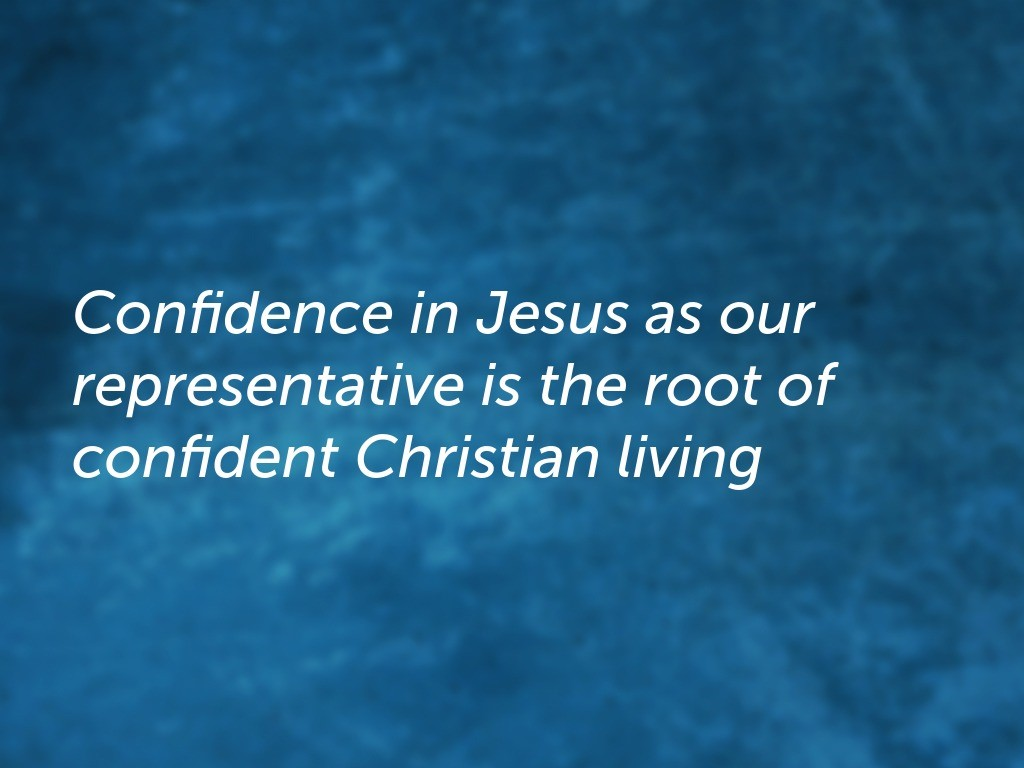 Confidence in Jesus as our
representative is the root of
confident Christian living